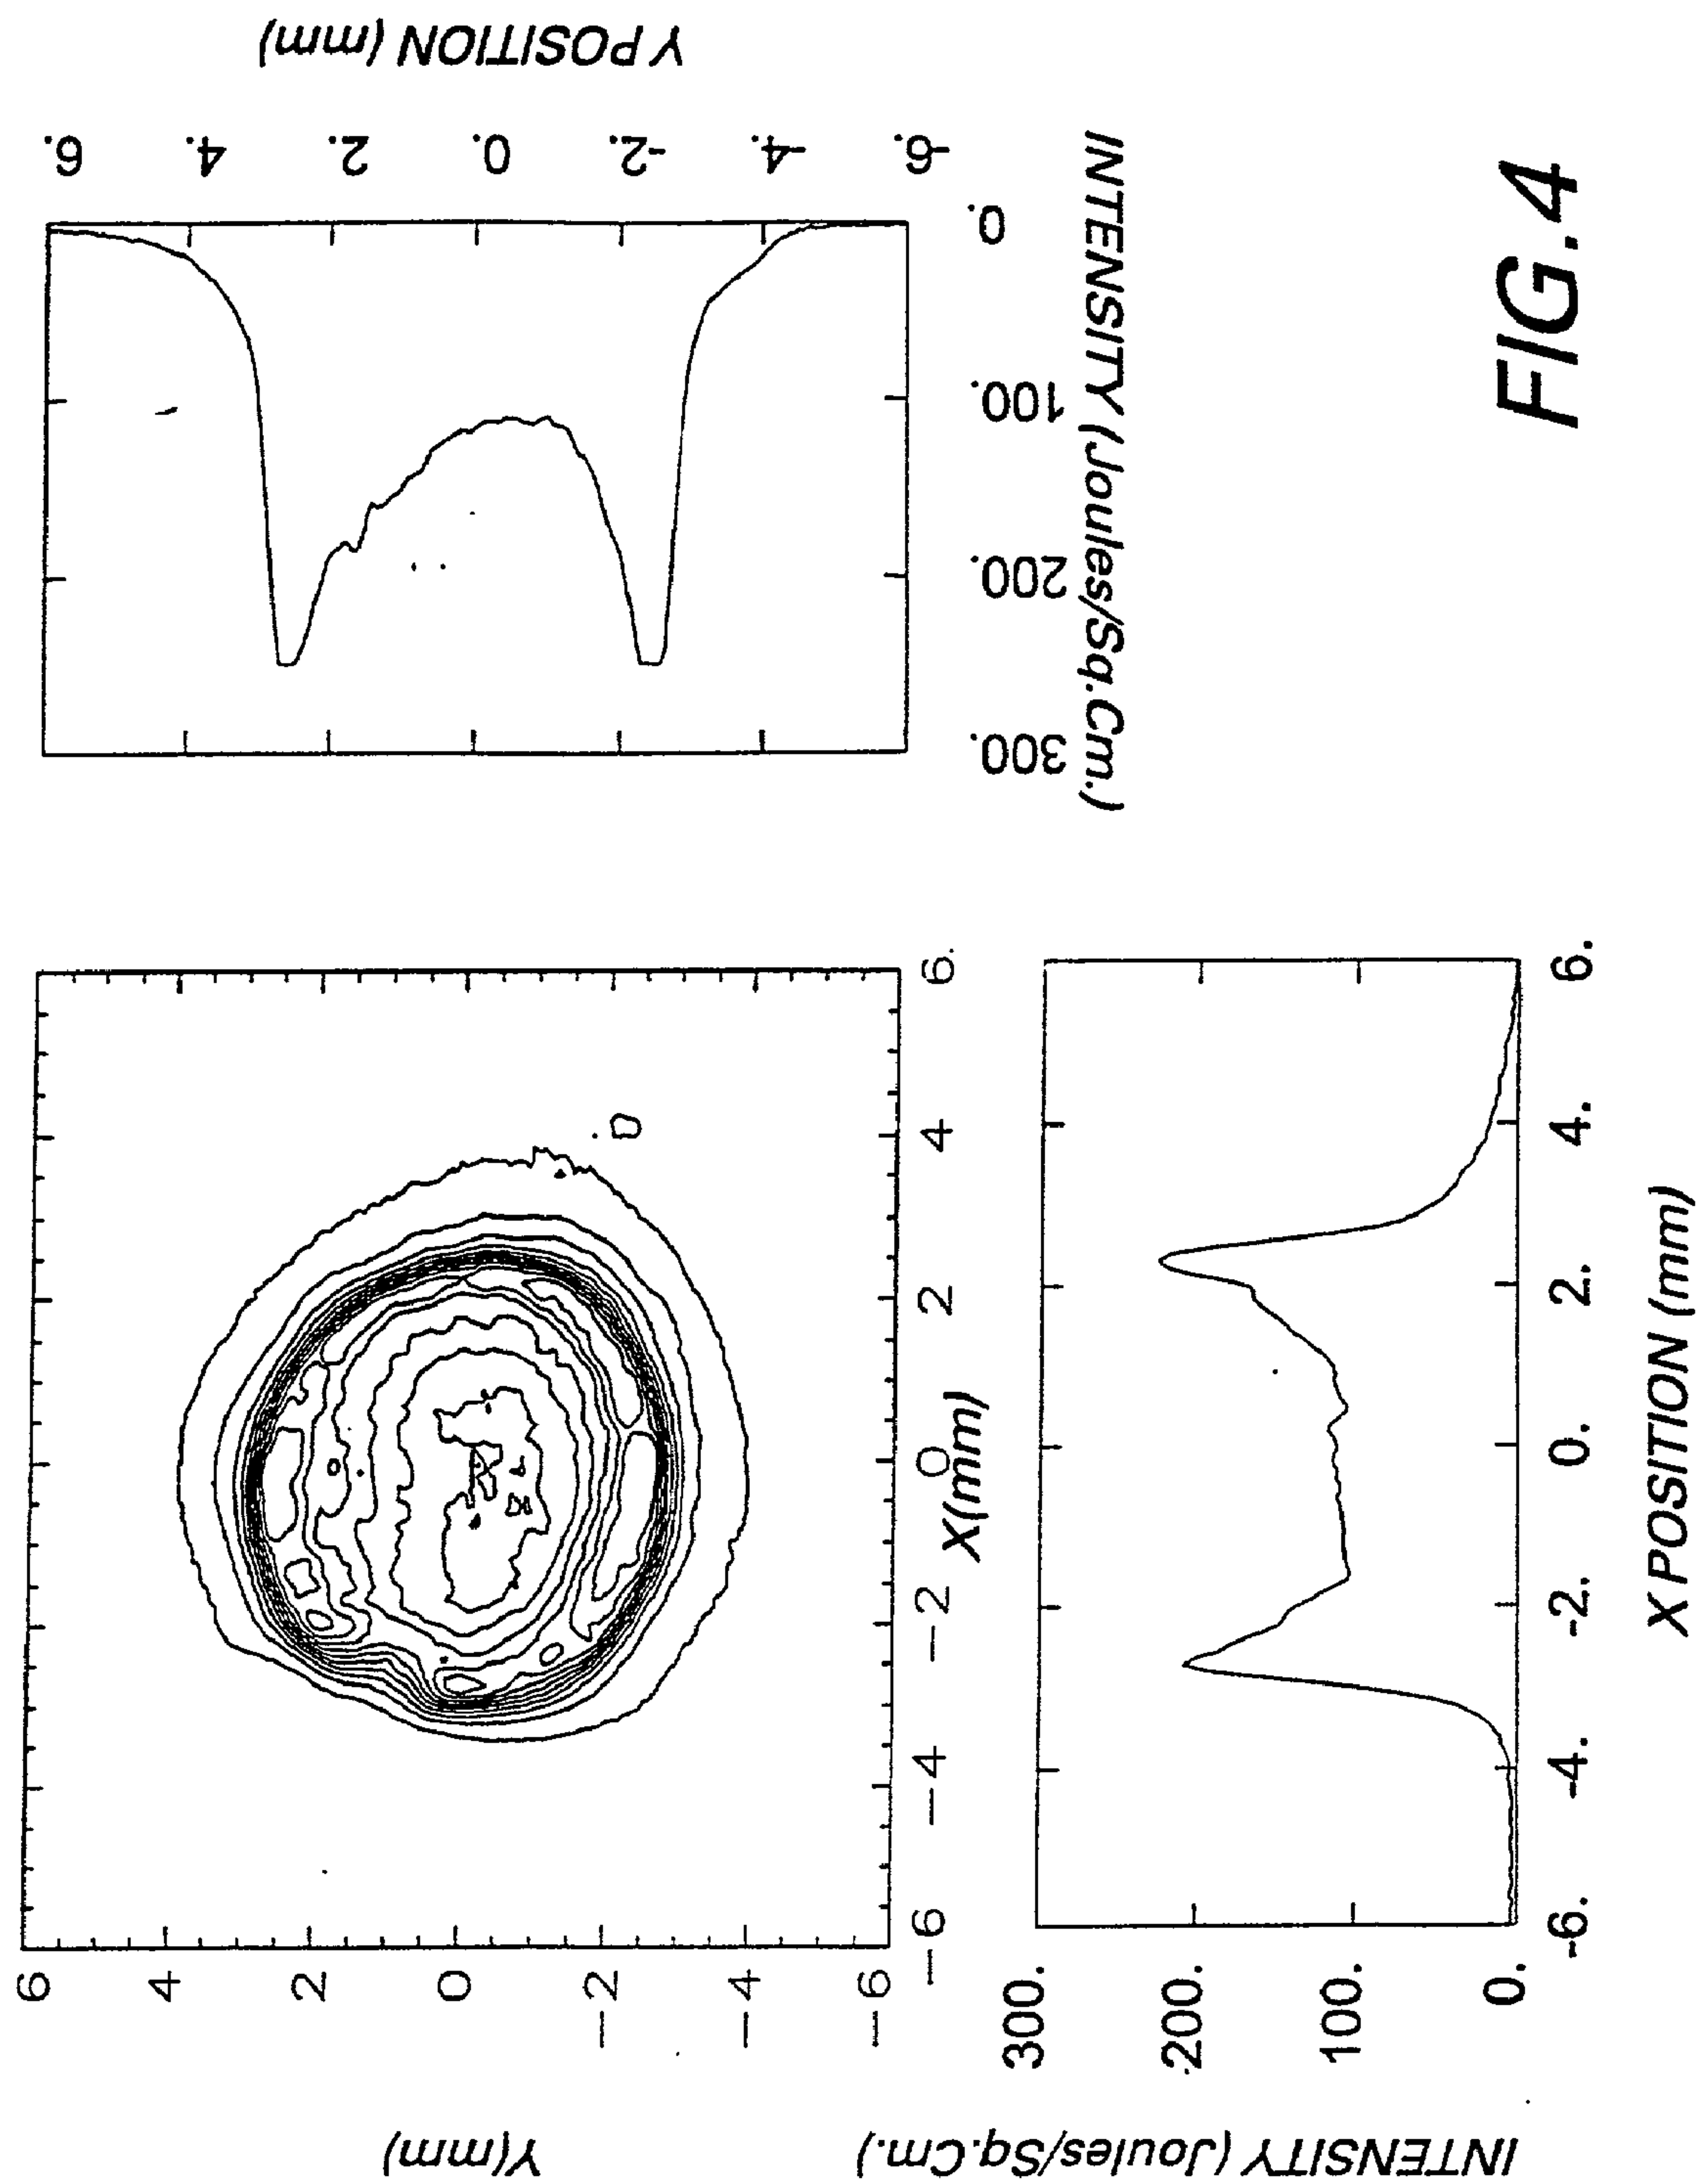 Y(mm)
6
4
2
0
−2
−4
−6
−6 −4 −2 0 2 4 6.
X(mm)
6.
4.
2.
0.
-2.
-4.
-6.
Y POSITION (mm)
300. 200. 100. 0.
INTENSITY (Joules/Sq.Cm.)
INTENSITY (Joules/Sq.Cm.)
300.
200.
100.
0.
-6. -4. -2. 0. 2. 4. 6.
X POSITION (mm)
FIG.4